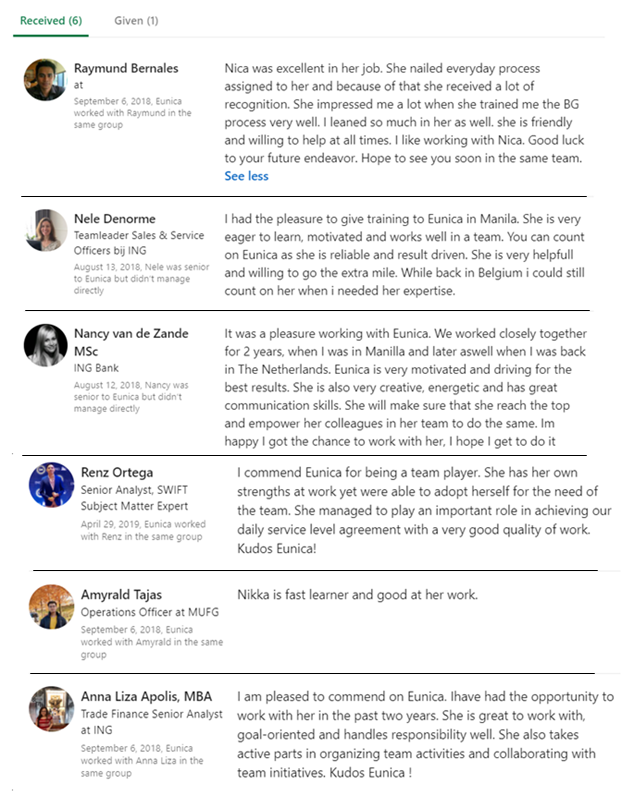 Received (6)
Given (1)
Raymund Bernales
at
September 6, 2018, Eunica
worked with Raymund in the
same group
Nica was excellent in her job. She nailed everyday process
assigned to her and because of that she received a lot of
recognition. She impressed me a lot when she trained me the BG
process very well. I leaned so much in her as well. she is friendly
and willing to help at all times. I like working with Nica. Good luck
to your future endeavor. Hope to see you soon in the same team.
See less
Nele Denorme
Teamleader Sales & Service
Officers bij ING
August 13, 2018, Nele was senior
to Eunica but didn't manage
directly
I had the pleasure to give training to Eunica in Manila. She is very
eager to learn, motivated and works well in a team. You can count
on Eunica as she is reliable and result driven. She is very helpfull
and willing to go the extra mile. While back in Belgium i could still
count on her when i needed her expertise.
Nancy van de Zande
MSc
ING Bank
August 12, 2018, Nancy was
senior to Eunica but didn't
manage directly
It was a pleasure working with Eunica. We worked closely together
for 2 years, when I was in Manilla and later aswell when I was back
in The Netherlands. Eunica is very motivated and driving for the
best results. She is also very creative, energetic and has great
communication skills. She will make sure that she reach the top
and empower her colleagues in her team to do the same. Im
happy I got the chance to work with her, I hope I get to do it
Renz Ortega
Senior Analyst, SWIFT
Subject Matter Expert
April 29, 2019, Eunica worked
with Renz in the same group
I commend Eunica for being a team player. She has her own
strengths at work yet were able to adopt herself for the need of
the team. She managed to play an important role in achieving our
daily service level agreement with a very good quality of work.
Kudos Eunica!
Amyrald Tajas
Operations Officer at MUFG
September 6, 2018, Eunica
worked with Amyrald in the same
group
Nikka is fast learner and good at her work.
Anna Liza Apolis, MBA
Trade Finance Senior Analyst
at ING
September 6, 2018, Eunica
worked with Anna Liza in the
same group
I am pleased to commend on Eunica. Ihave had the opportunity to
work with her in the past two years. She is great to work with,
goal-oriented and handles responsibility well. She also takes
active parts in organizing team activities and collaborating with
team initiatives. Kudos Eunica !